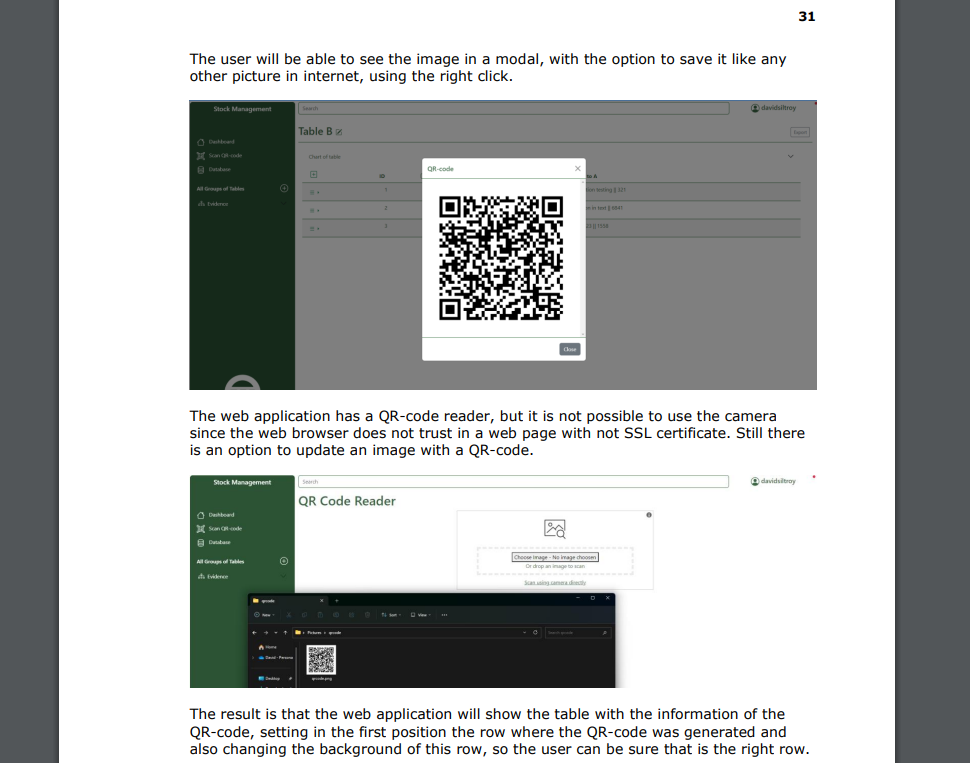 31
The user will be able to see the image in a modal, with the option to save it like any
other picture in internet, using the right click.
Stock Management
Search
davidsiltroy
Table B
Export
Dashboard
Scan QR-code
Database
Chart of table
All Groups of Tables
Evidence
ID
1
2
3
QR-code
Close
The web application has a QR-code reader, but it is not possible to use the camera
since the web browser does not trust in a web page with not SSL certificate. Still there
is an option to update an image with a QR-code.
Stock Management
Search
davidsiltroy
QR Code Reader
Dashboard
Scan QR-code
Database
All Groups of Tables
Evidence
Choose Image - No image choosen
Or drop an image to scan
Scan using camera directly
qrcode
New
Sort
View
Pictures
qrcode
Search qrcode
Home
David - Persona
Desktop
qrcode.png
The result is that the web application will show the table with the information of the
QR-code, setting in the first position the row where the QR-code was generated and
also changing the background of this row, so the user can be sure that is the right row.